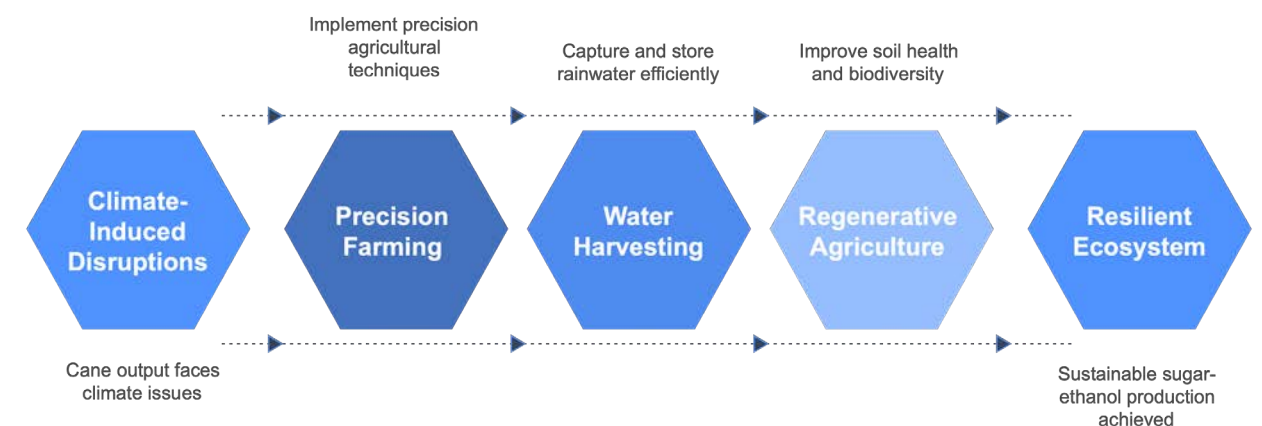 Implement precision
agricultural
techniques
Capture and store
rainwater efficiently
Improve soil health
and biodiversity
Climate-
Induced
Disruptions
Precision
Farming
Water
Harvesting
Regenerative
Agriculture
Resilient
Ecosystem
Cane output faces
climate issues
Sustainable sugar-
ethanol production
achieved